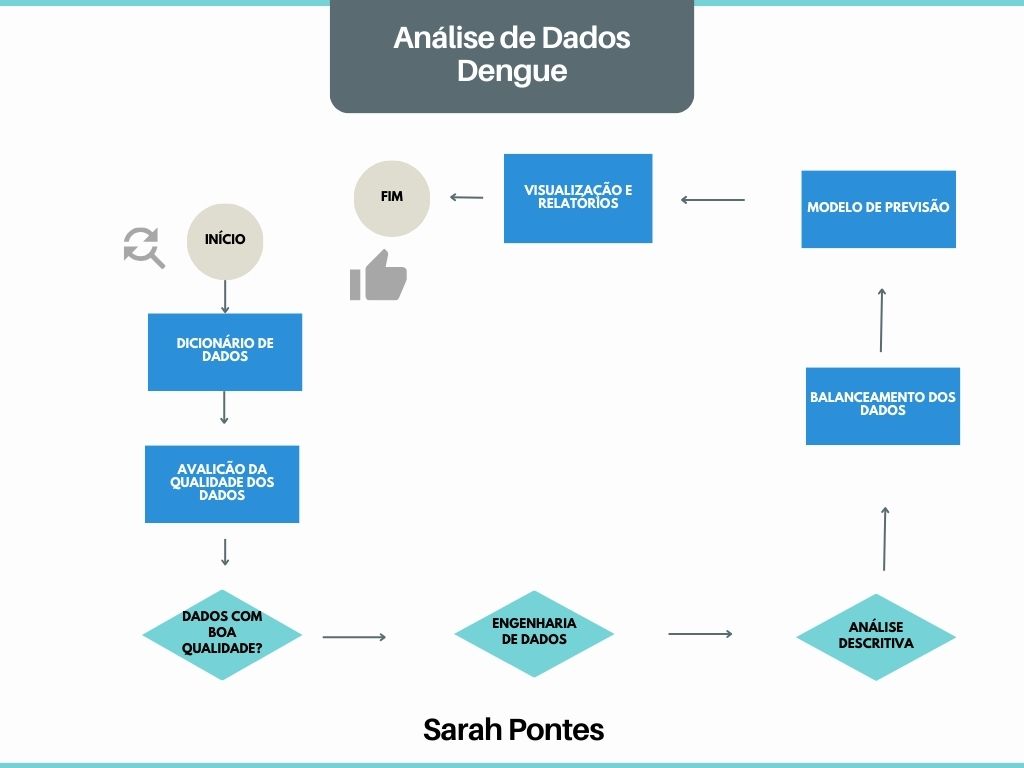 Análise de Dados
Dengue
INÍCIO
DICIONÁRIO DE
DADOS
AVALICÃO DA
QUALIDADE DOS
DADOS
DADOS COM
BOA
QUALIDADE?
ENGENHARIA
DE DADOS
ANÁLISE
DESCRITIVA
BALANCEAMENTO DOS
DADOS
MODELO DE PREVISÃO
VISUALIZACÃO E
RELATÓRIOS
FIM
Sarah Pontes